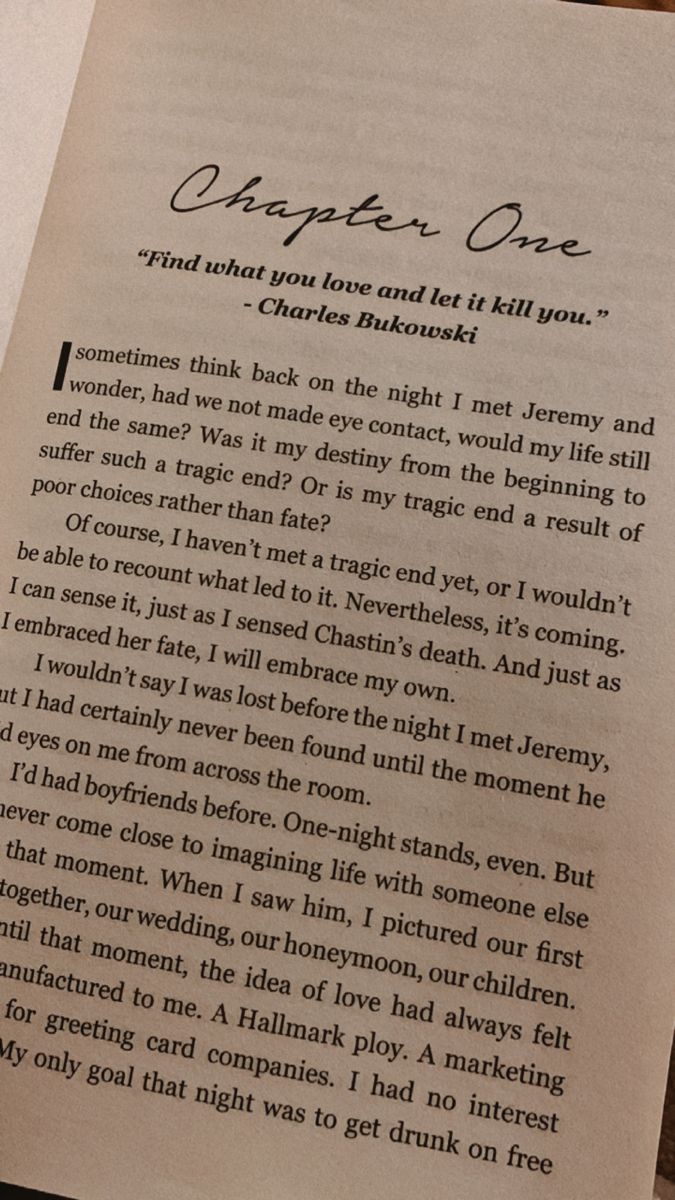 Chapter One
“Find what you love and let it kill you.”
- Charles Bukowski
I sometimes think back on the night I met Jeremy and
wonder, had we not made eye contact, would my life still
end the same? Was it my destiny from the beginning to
suffer such a tragic end? Or is my tragic end a result of
poor choices rather than fate?
Of course, I haven’t met a tragic end yet, or I wouldn’t
be able to recount what led to it. Nevertheless, it’s coming.
I can sense it, just as I sensed Chastin’s death. And just as
I embraced her fate, I will embrace my own.
I wouldn’t say I was lost before the night I met Jeremy,
ut I had certainly never been found until the moment he
d eyes on me from across the room.
I’d had boyfriends before. One-night stands, even. But
never come close to imagining life with someone else
that moment. When I saw him, I pictured our first
together, our wedding, our honeymoon, our children.
ntil that moment, the idea of love had always felt
anufactured to me. A Hallmark ploy. A marketing
for greeting card companies. I had no interest
My only goal that night was to get drunk on free